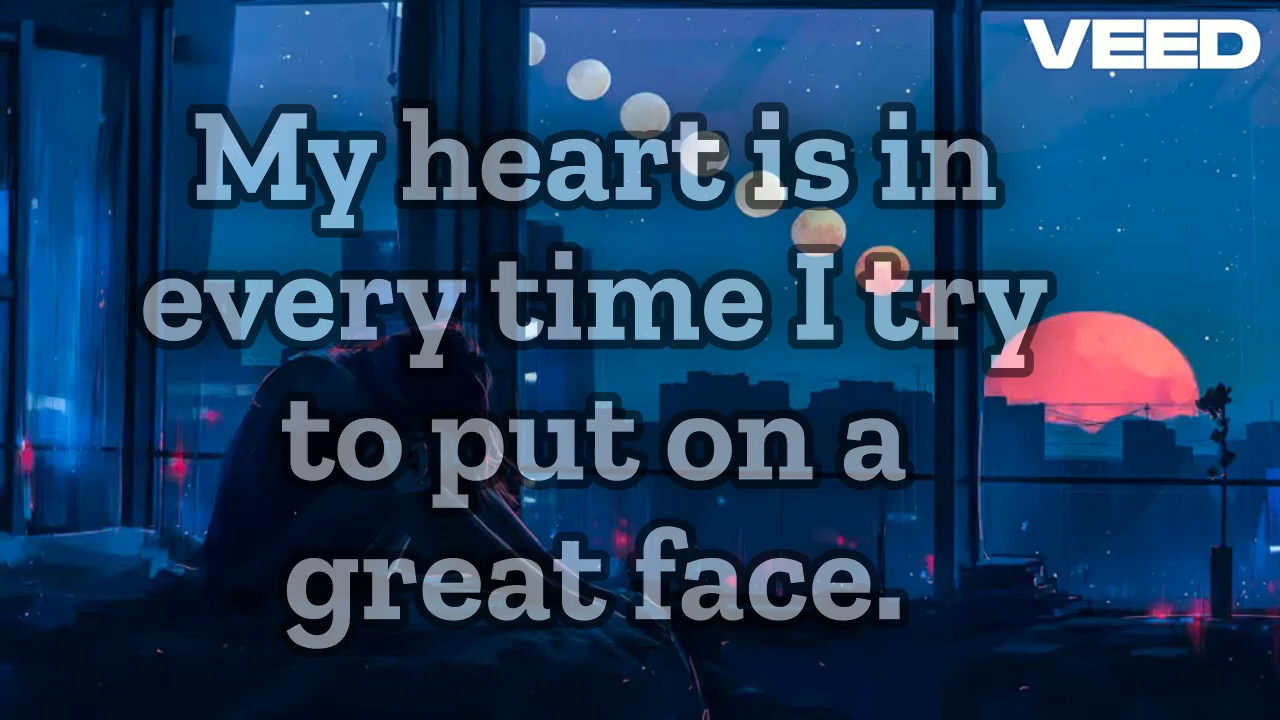 VEED
My heart is in
every time I try
to put on a
great face.